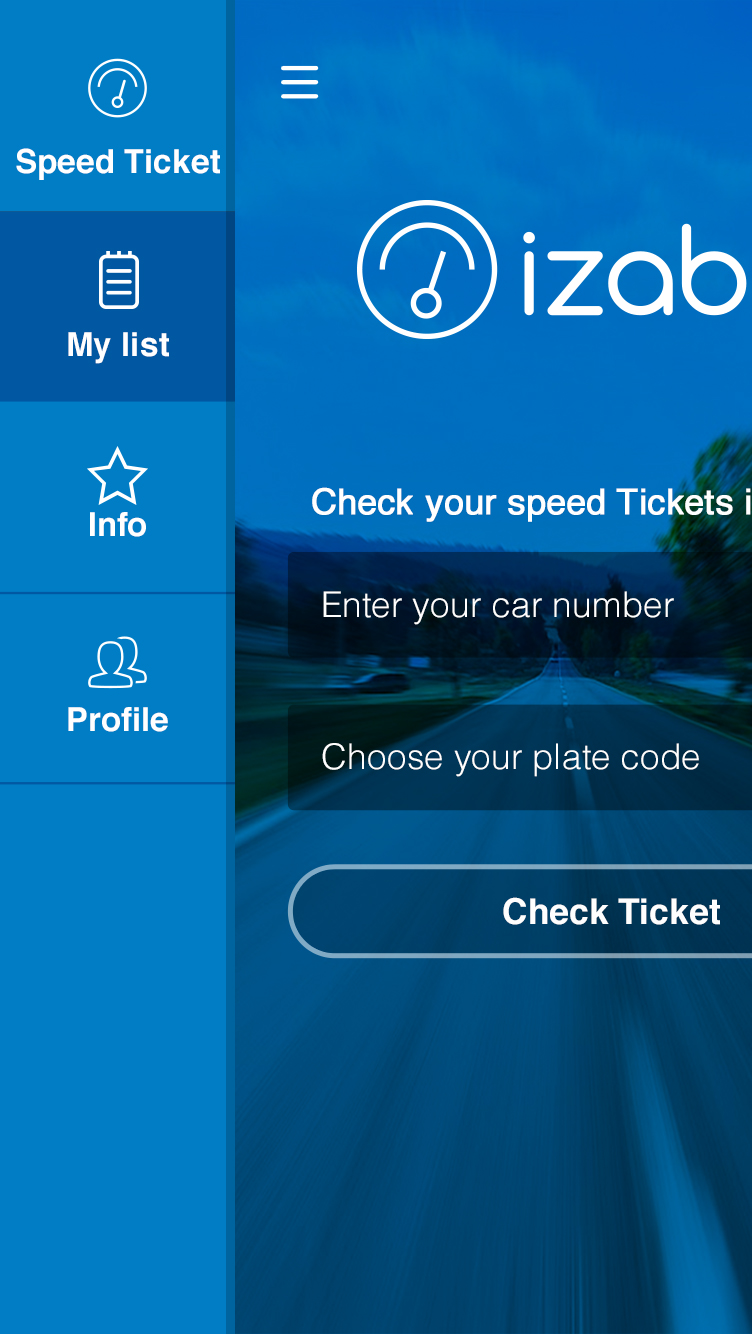 Speed Ticket
My list
Info
Profile
izab
Check your speed Tickets i
Enter your car number
Choose your plate code
Check Ticket